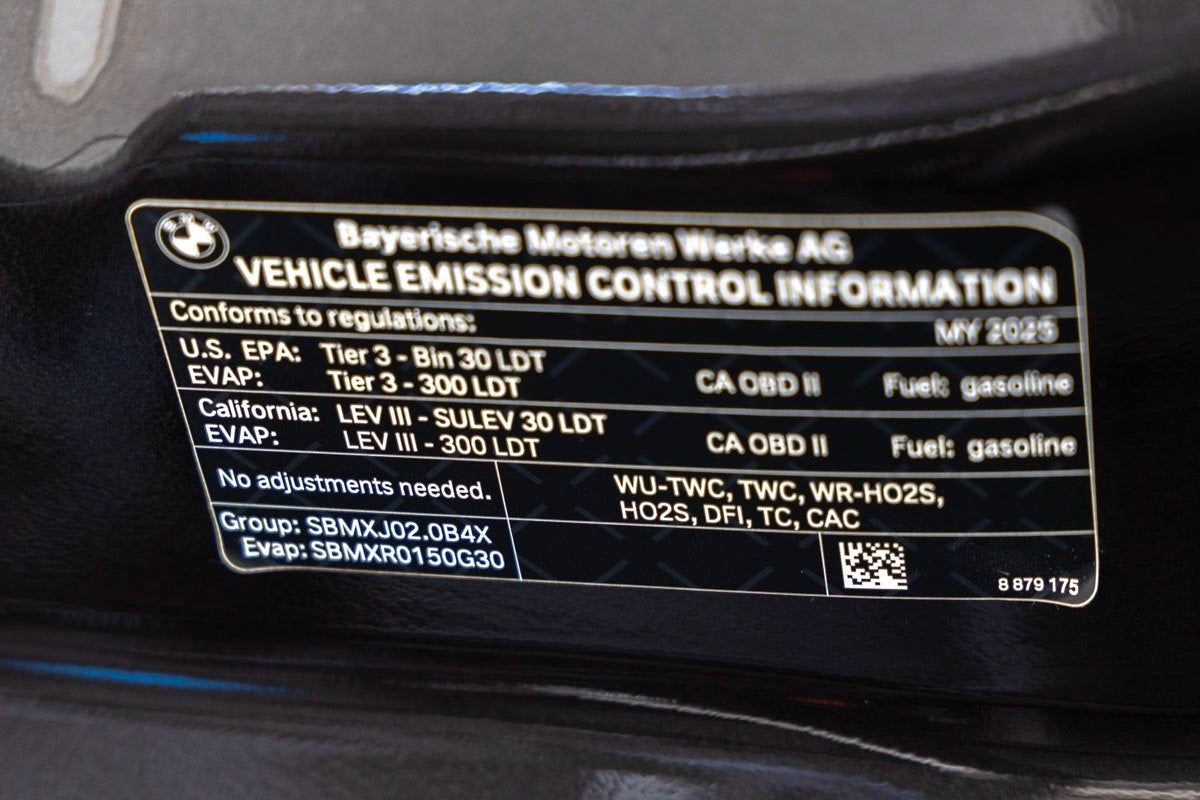 BMW
Bayerische Motoren Werke AG
VEHICLE EMISSION CONTROL INFORMATION
Conforms to regulations: MY 2025
U.S. EPA: Tier 3 - Bin 30 LDT
EVAP: Tier 3 - 300 LDT CA OBD II Fuel: gasoline
California: LEV III - SULEV 30 LDT
EVAP: LEV III - 300 LDT CA OBD II Fuel: gasoline
No adjustments needed.
WU-TWC, TWC, WR-HO2S,
HO2S, DFI, TC, CAC
Group: SBMXJ02.0B4X
Evap: SBMXR0150G30
8 879 175